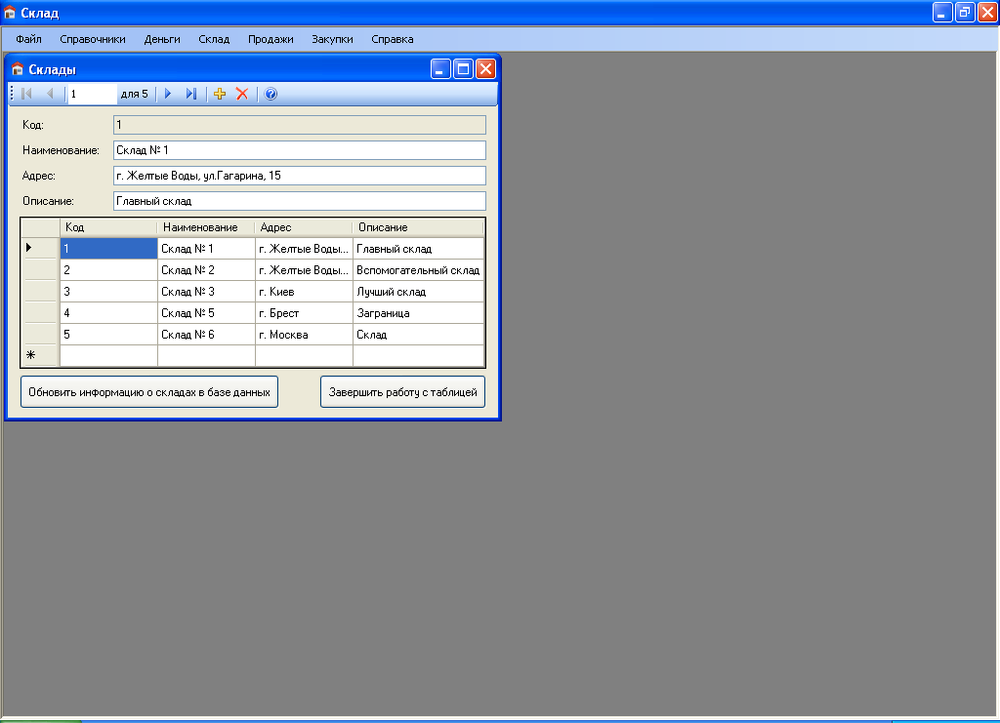 Склад
Файл Справочники Деньги Склад Продажи Закупки Справка
Склады
1 для 5
Код: 1
Наименование: Склад № 1
Адрес: г. Желтые Воды, ул.Гагарина, 15
Описание: Главный склад
Код Наименование Адрес Описание
1 Склад № 1 г. Желтые Воды... Главный склад
2 Склад № 2 г. Желтые Воды... Вспомогательный склад
3 Склад № 3 г. Киев Лучший склад
4 Склад № 5 г. Брест Заграница
5 Склад № 6 г. Москва Склад
Обновить информацию о складах в базе данных Завершить работу с таблицей